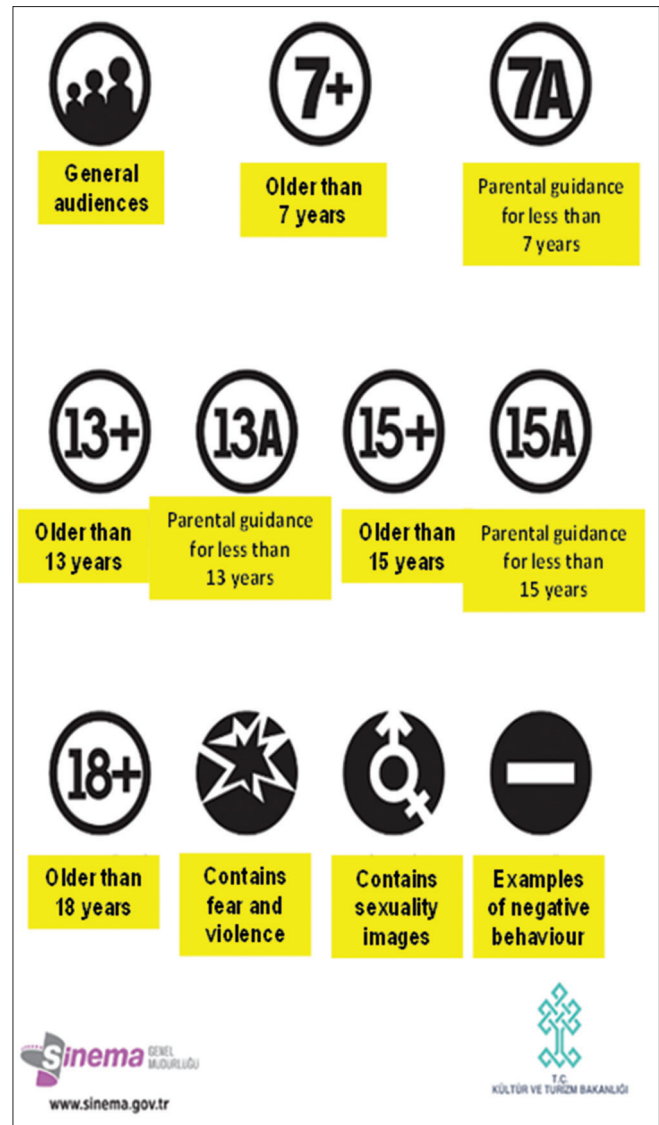 7+
7A
General
audiences
Older than
7 years
Parental guidance
for less than
7 years
13+
13A
15+
15A
Older than
13 years
Parental guidance
for less than
13 years
Older than
15 years
Parental guidance
for less than
15 years
18+
Older than
18 years
Contains
fear and
violence
Contains
sexuality
images
Examples
of negative
behaviour
Sinema GENEL
MÜDÜRLÜĞÜ
www.sinema.gov.tr
T.C.
KÜLTÜR VE TURİZM BAKANLIĞI